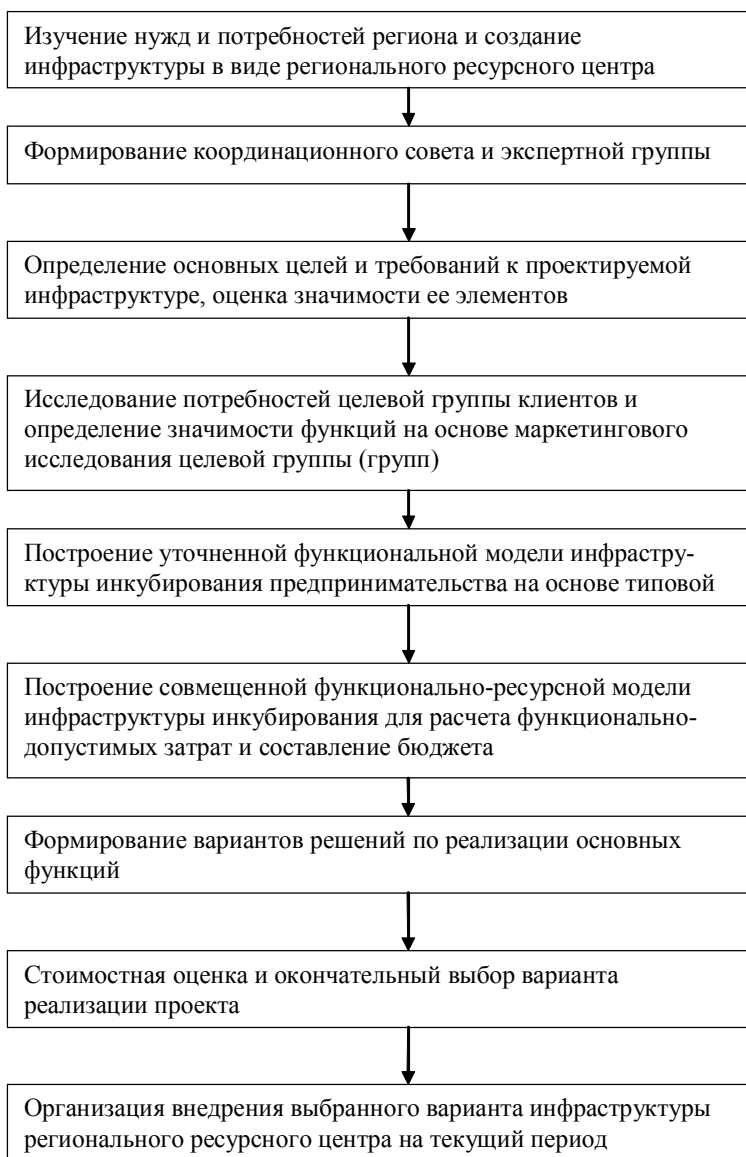 Изучение нужд и потребностей региона и создание
инфраструктуры в виде регионального ресурсного центра
Формирование координационного совета и экспертной группы
Определение основных целей и требований к проектируемой
инфраструктуре, оценка значимости ее элементов
Исследование потребностей целевой группы клиентов и
определение значимости функций на основе маркетингового
исследования целевой группы (групп)
Построение уточненной функциональной модели инфрастру-
ктуры инкубирования предпринимательства на основе типовой
Построение совмещенной функционально-ресурсной модели
инфраструктуры инкубирования для расчета функционально-
допустимых затрат и составление бюджета
Формирование вариантов решений по реализации основных
функций
Стоимостная оценка и окончательный выбор варианта
реализации проекта
Организация внедрения выбранного варианта инфраструктуры
регионального ресурсного центра на текущий период